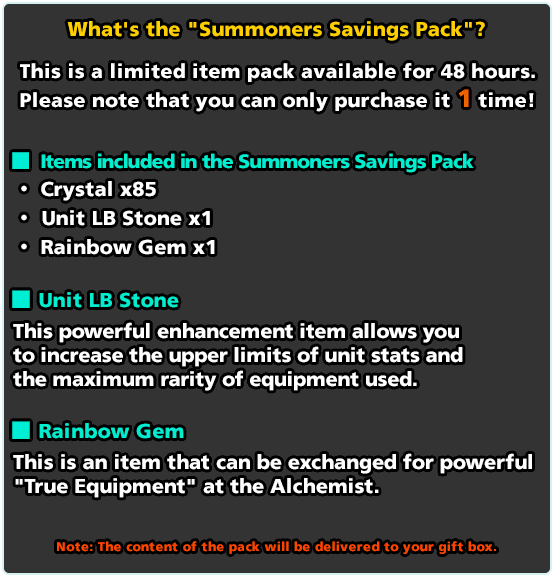 What's the "Summoners Savings Pack"?
This is a limited item pack available for 48 hours.
Please note that you can only purchase it 1 time!
■ Items included in the Summoners Savings Pack
• Crystal x85
• Unit LB Stone x1
• Rainbow Gem x1
■ Unit LB Stone
This powerful enhancement item allows you
to increase the upper limits of unit stats and
the maximum rarity of equipment used.
■ Rainbow Gem
This is an item that can be exchanged for powerful
"True Equipment" at the Alchemist.
Note: The content of the pack will be delivered to your gift box.